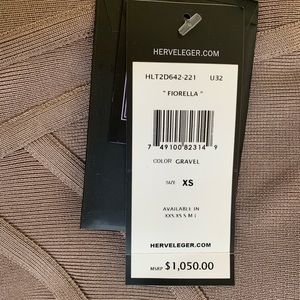 HERVELEGER.COM
HLT2D642-221 U32
" FIORELLA "
7 49100 82314 9
COLOR GRAVEL
SIZE XS
AVAILABLE IN
XXS XS S M L
HERVELEGER.COM
MSRP $1,050.00